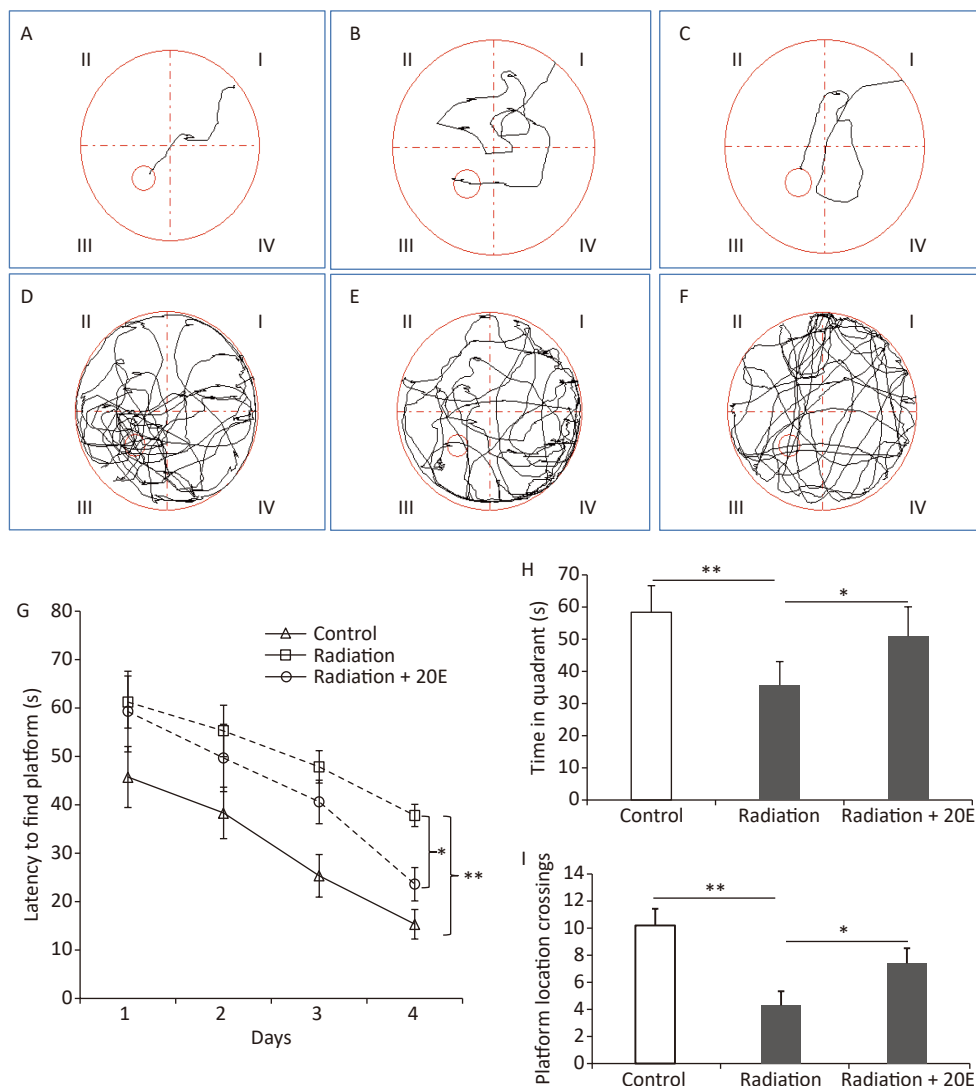 A
II
I
III
IV
B
II
I
III
IV
C
II
I
III
IV
D
II
I
III
IV
E
II
I
III
IV
F
II
I
III
IV
G
80
70
60
50
40
30
20
10
0
Latency to find platform (s)
Control
Radiation
Radiation + 20E
*
**
1 2 3 4
Days
H
70
60
50
40
30
20
10
0
Time in quadrant (s)
**
*
Control Radiation Radiation + 20E
I
14
12
10
8
6
4
2
0
Platform location crossings
**
*
Control Radiation Radiation + 20E